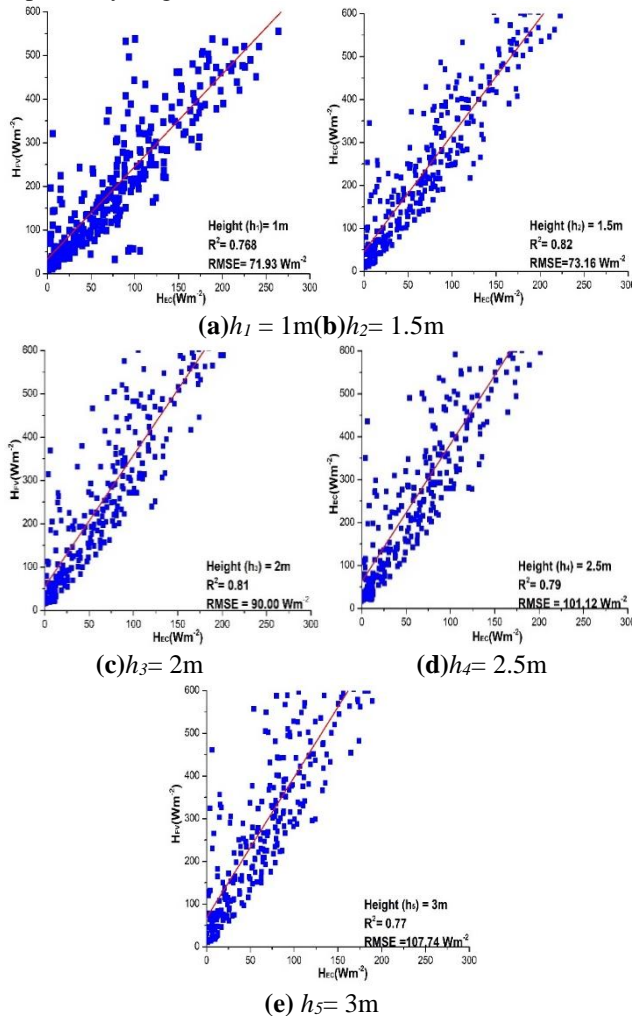 600
500
400
300
200
100
0
H_FV(Wm⁻²)
Height (h₁)= 1m
R²= 0.768
RMSE= 71.93 Wm⁻²
0 50 100 150 200 250 300
H_EC(Wm⁻²)
600
500
400
300
200
100
0
H_EC(Wm⁻²)
Height (h₂) = 1.5m
R²= 0.82
RMSE=73.16 Wm⁻²
0 50 100 150 200 250 300
H_EC(Wm⁻²)
(a)h₁ = 1m(b)h₂= 1.5m
600
500
400
300
200
100
0
H_FV(Wm⁻²)
Height (h₃) = 2m
R²= 0.81
RMSE = 90.00 Wm⁻²
0 50 100 150 200 250 300
H_EC(Wm⁻²)
600
500
400
300
200
100
0
H_EC(Wm⁻²)
Height (h₄) = 2.5m
R²= 0.79
RMSE = 101.12 Wm⁻²
0 50 100 150 200 250 300
H_EC(Wm⁻²)
(c)h₃= 2m (d)h₄= 2.5m
600
500
400
300
200
100
0
H_FV(Wm⁻²)
Height (h₅) = 3m
R²= 0.77
RMSE =107.74 Wm⁻²
0 50 100 150 200 250 300
H_EC(Wm⁻²)
(e) h₅= 3m